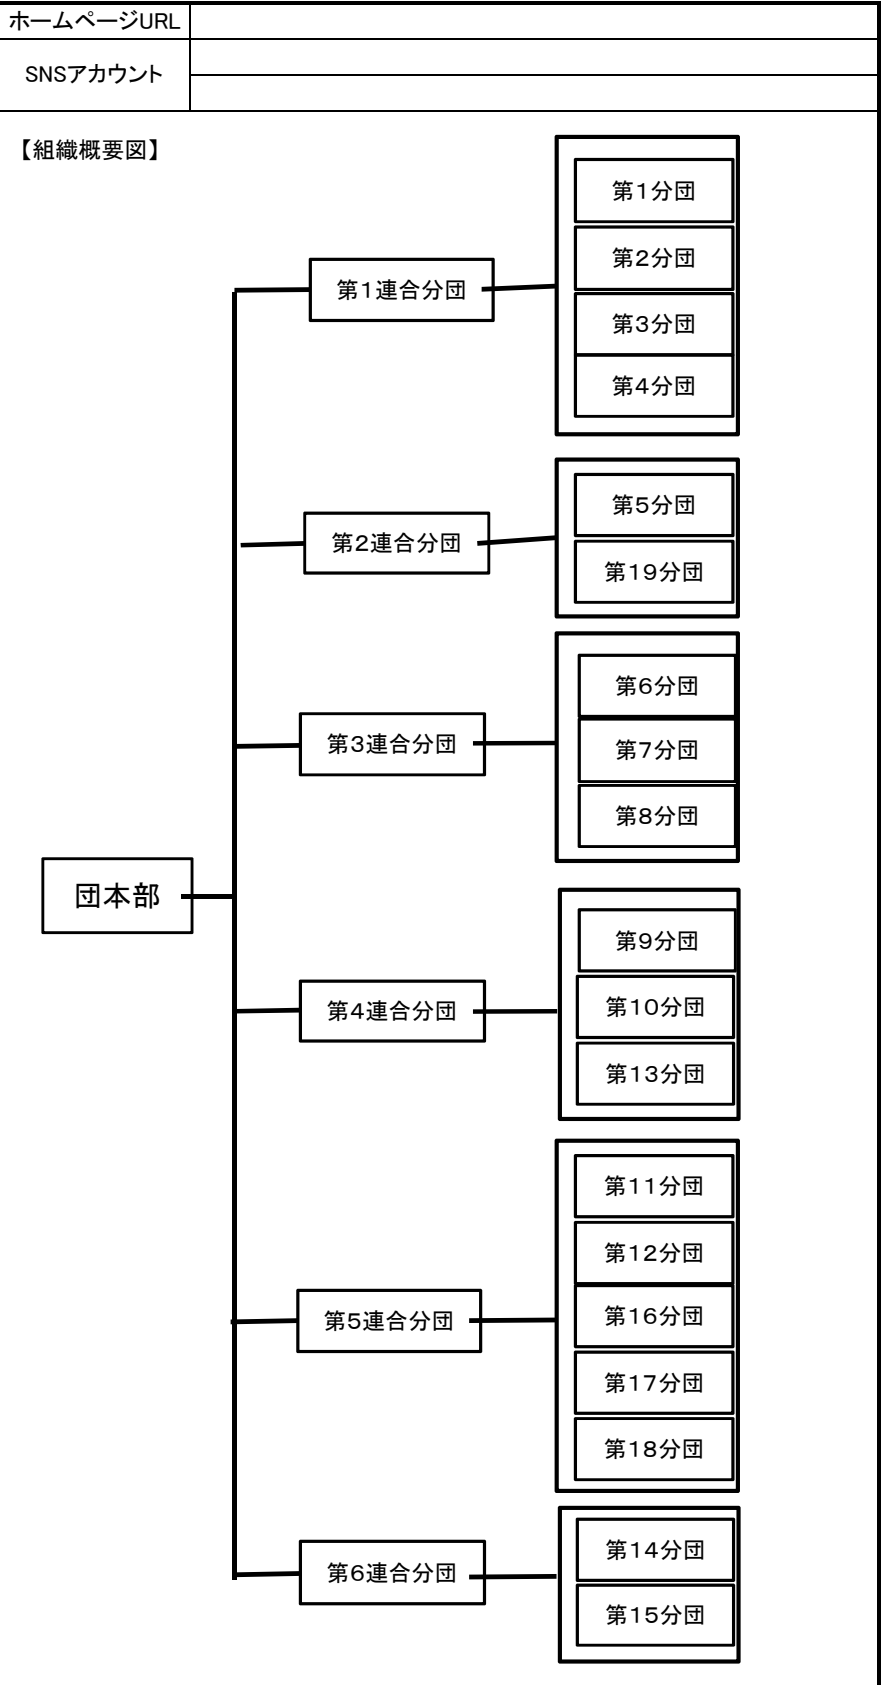 ホームページURL
SNSアカウント
【組織概要図】
第1分団
第2分団
第1連合分団
第3分団
第4分団
第5分団
第2連合分団
第19分団
第6分団
第3連合分団
第7分団
第8分団
団本部
第9分団
第4連合分団
第10分団
第13分団
第11分団
第12分団
第5連合分団
第16分団
第17分団
第18分団
第14分団
第6連合分団
第15分団